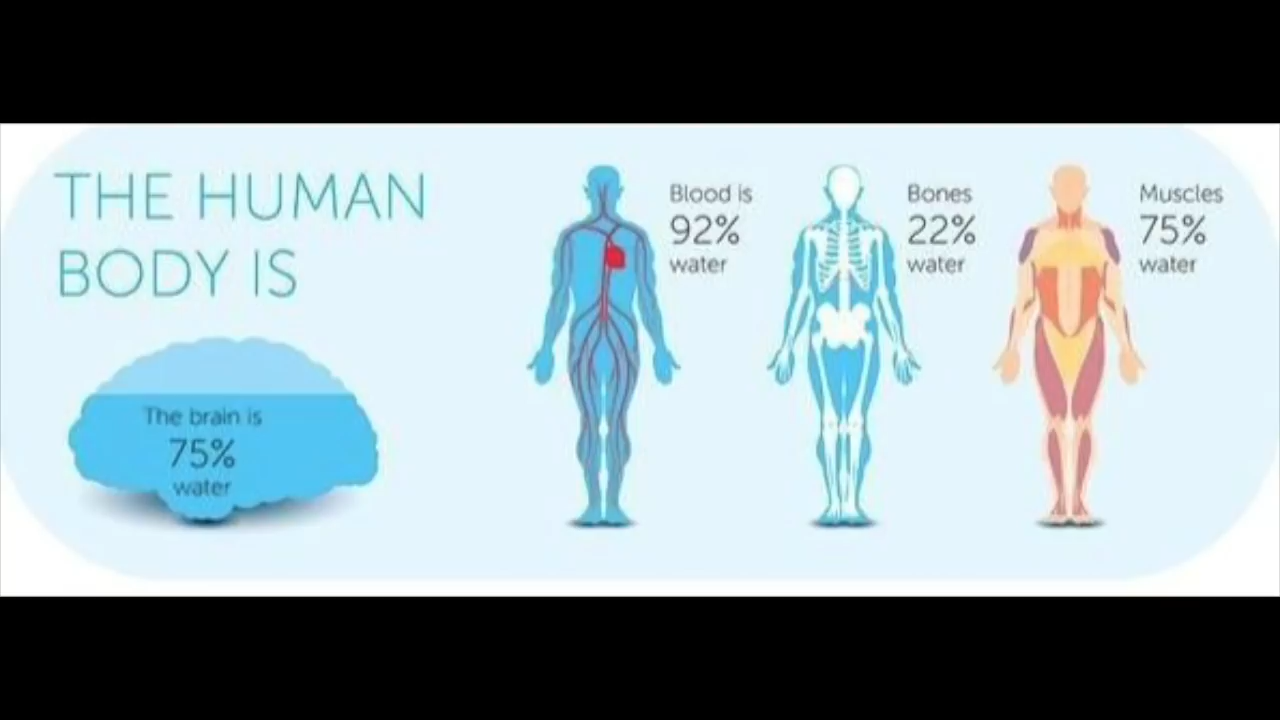 THE HUMAN
BODY IS
The brain is
75%
water
Blood is
92%
water
Bones
22%
water
Muscles
75%
water